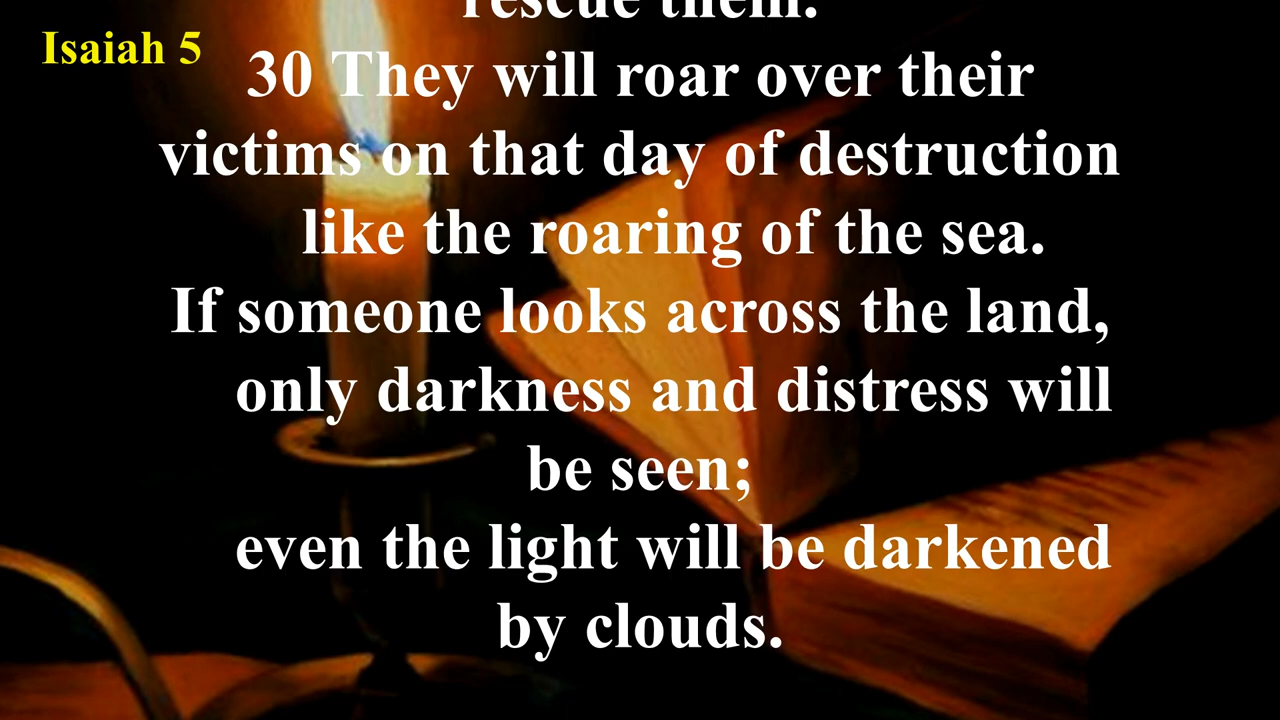 rescue them.
Isaiah 5
30 They will roar over their
victims on that day of destruction
like the roaring of the sea.
If someone looks across the land,
only darkness and distress will
be seen;
even the light will be darkened
by clouds.